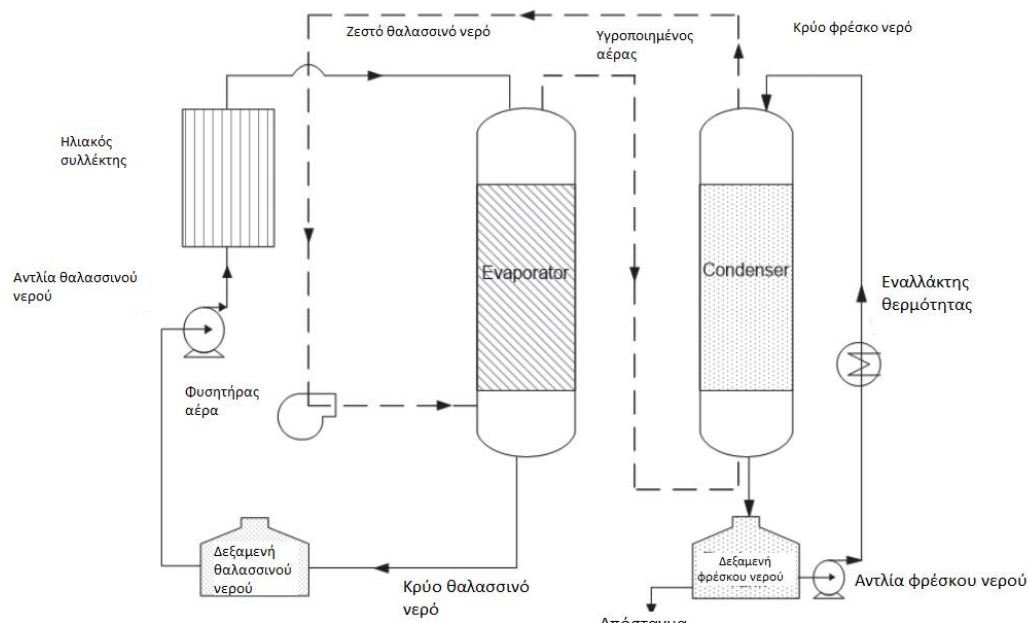 Ζεστό θαλασσινό νερό
Υγροποιημένος
αέρας
Κρύο φρέσκο νερό
Ηλιακός
συλλέκτης
Αντλία θαλασσινού
νερού
Evaporator
Condenser
Εναλλάκτης
θερμότητας
Φυσητήρας
αέρα
Δεξαμενή
θαλασσινού
νερού
Κρύο θαλασσινό
νερό
Δεξαμενή
φρέσκου νερού
Αντλία φρέσκου νερού
Απόσταγμα